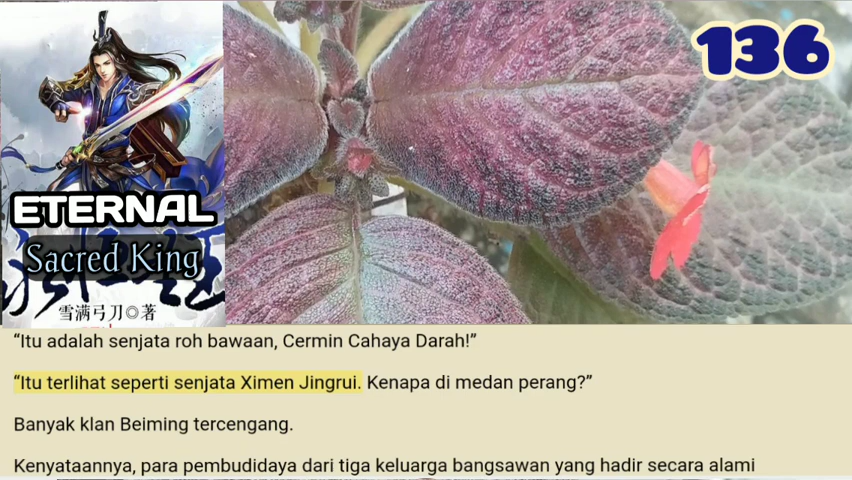 136
ETERNAL
Sacred King
雪满弓刀◎著
“Itu adalah senjata roh bawaan, Cermin Cahaya Darah!”
“Itu terlihat seperti senjata Ximen Jingrui. Kenapa di medan perang?”
Banyak klan Beiming tercengang.
Kenyataannya, para pembudidaya dari tiga keluarga bangsawan yang hadir secara alami